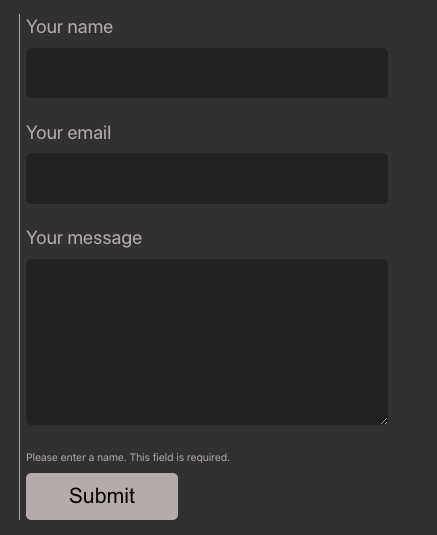 Your name
Your email
Your message
Please enter a name. This field is required.
Submit